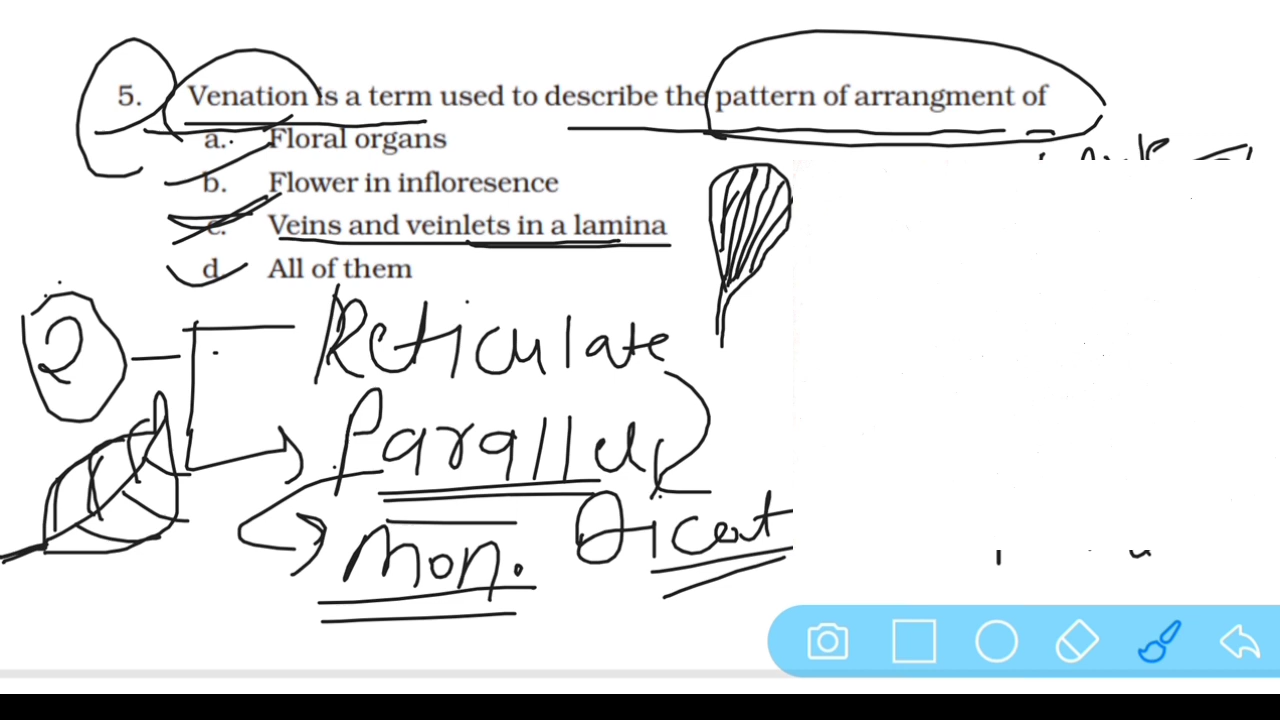 5. Venation is a term used to describe the pattern of arrangment of
a. Floral organs
b. Flower in infloresence
c. Veins and veinlets in a lamina
d. All of them
2 Reticulate
Parallel
Mon. Dicot